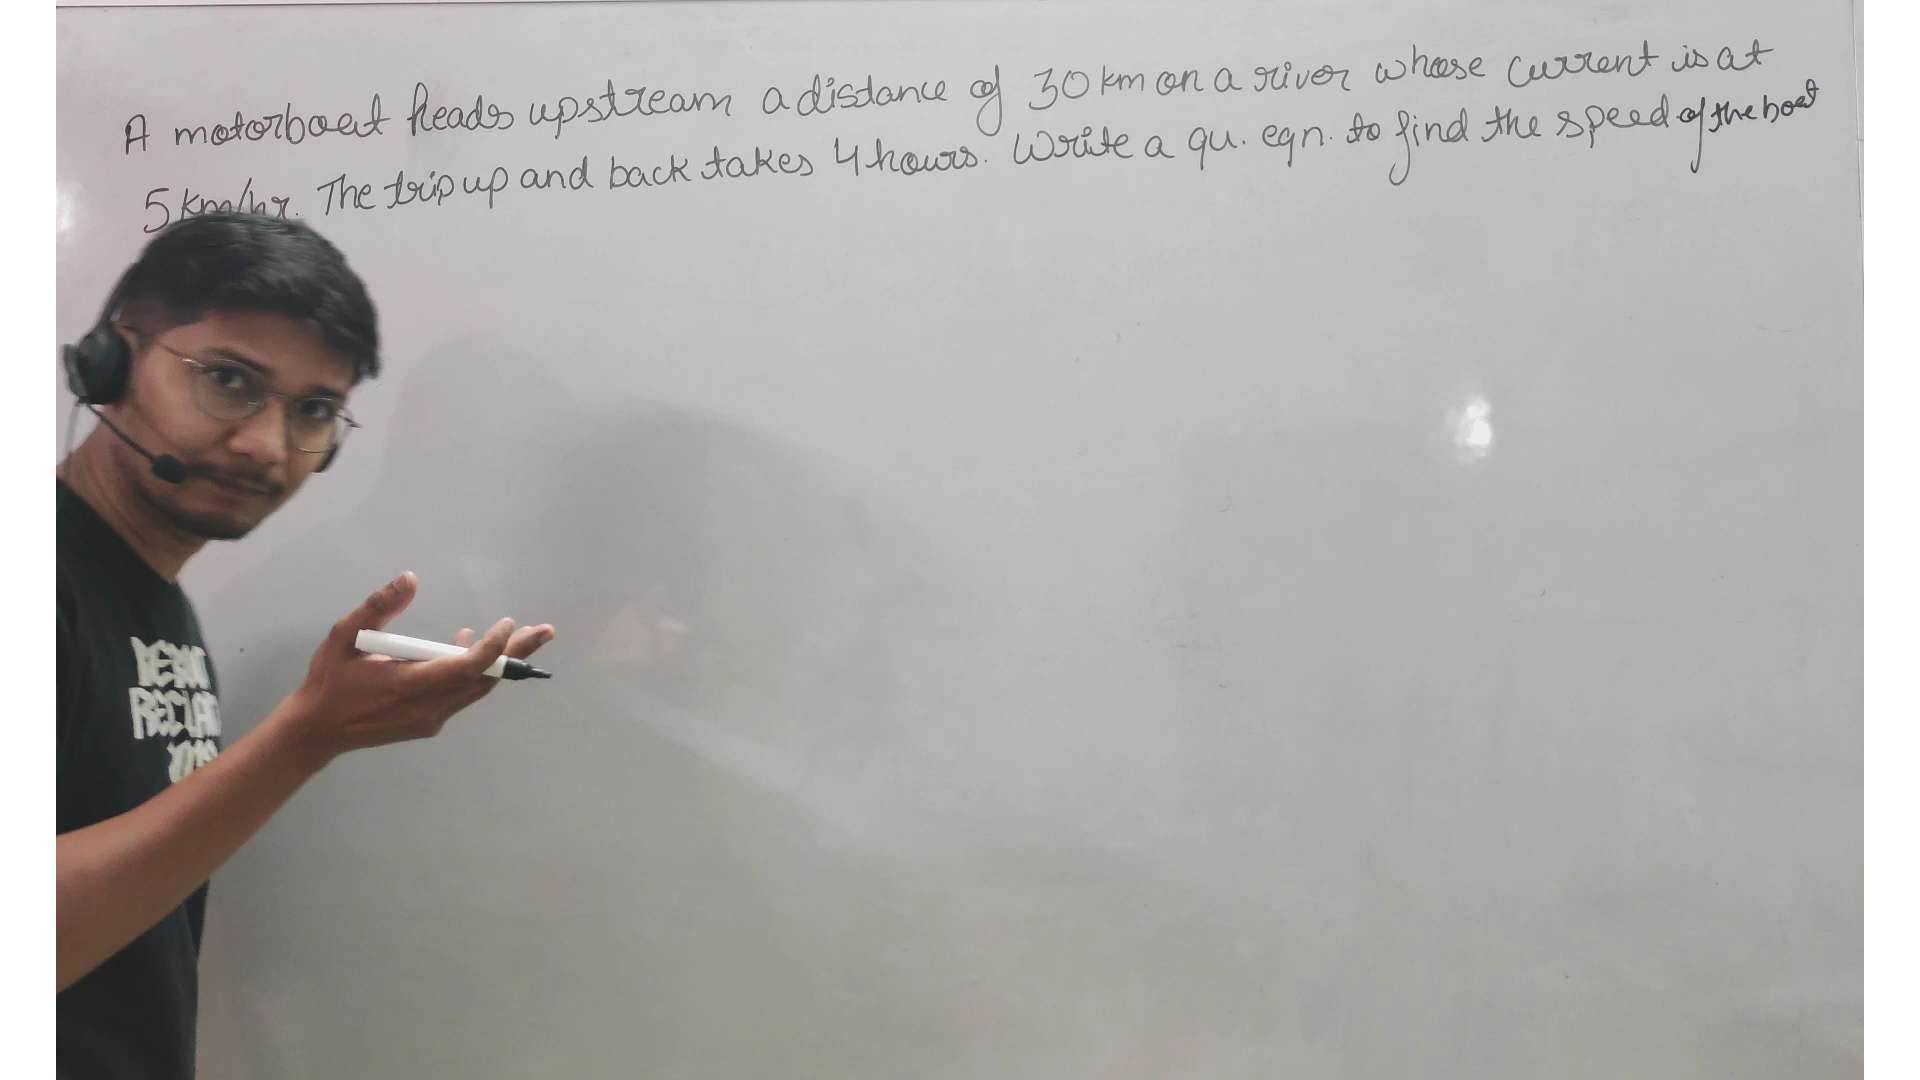 A motorboat heads upstream a distance of 30 km on a river whose current is at
5 km/hr. The trip up and back takes 4 hours. Write a qu. eqn. to find the speed of the boat